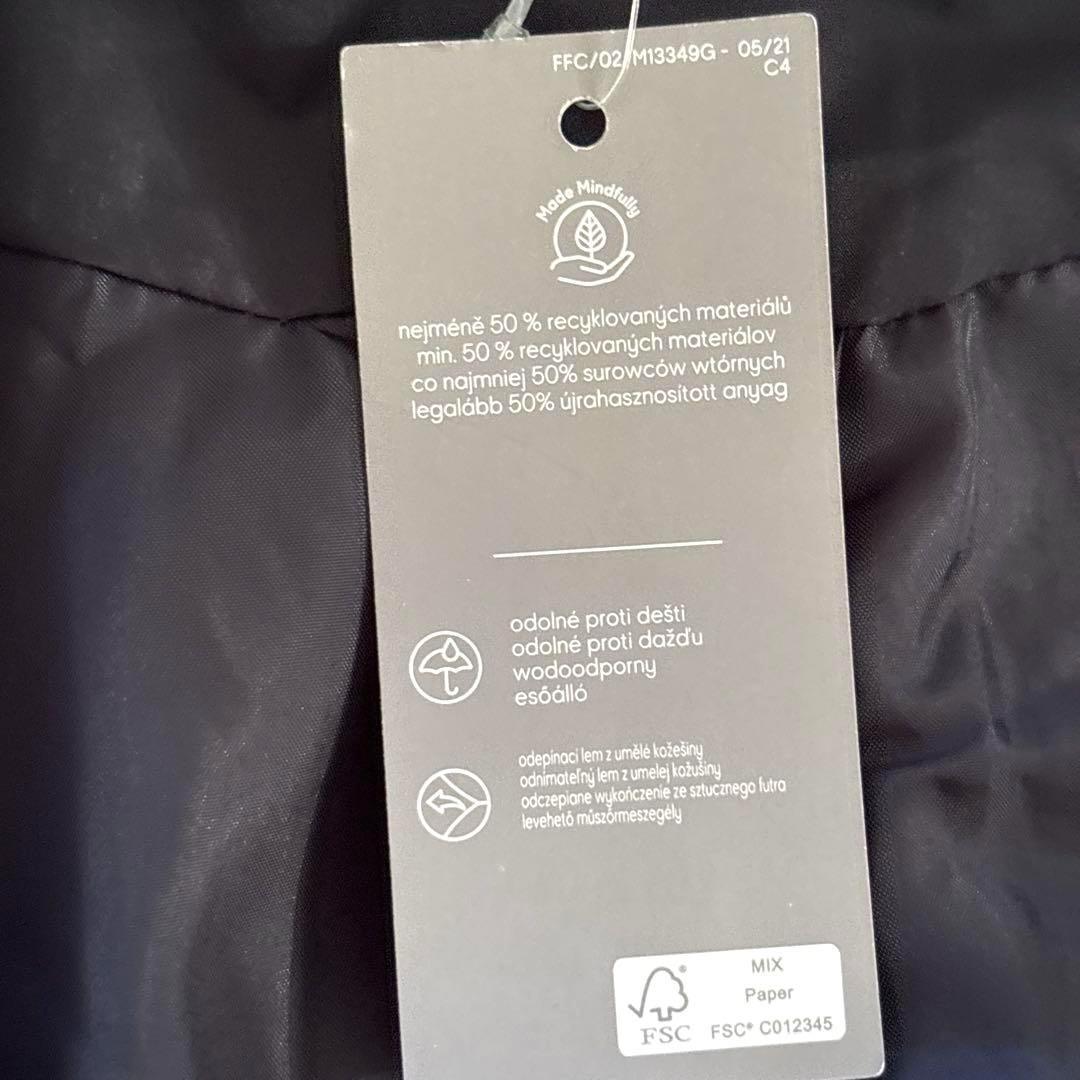 FFC/02/M13349G - 05/21
C4
Made Mindfully
nejméně 50 % recyklovaných materiálů
min. 50 % recyklovaných materiálov
co najmniej 50% surowców wtórnych
legalább 50% újrahasznosított anyag
odolné proti dešti
odolné proti dažďu
wodoodporny
esőálló
odepínací lem z umělé kožešiny
odnímateľný lem z umelej kožušiny
odczepiane wykończenie ze sztucznego futra
levehető műszőrmeszegély
MIX
Paper
FSC® C012345
FSC